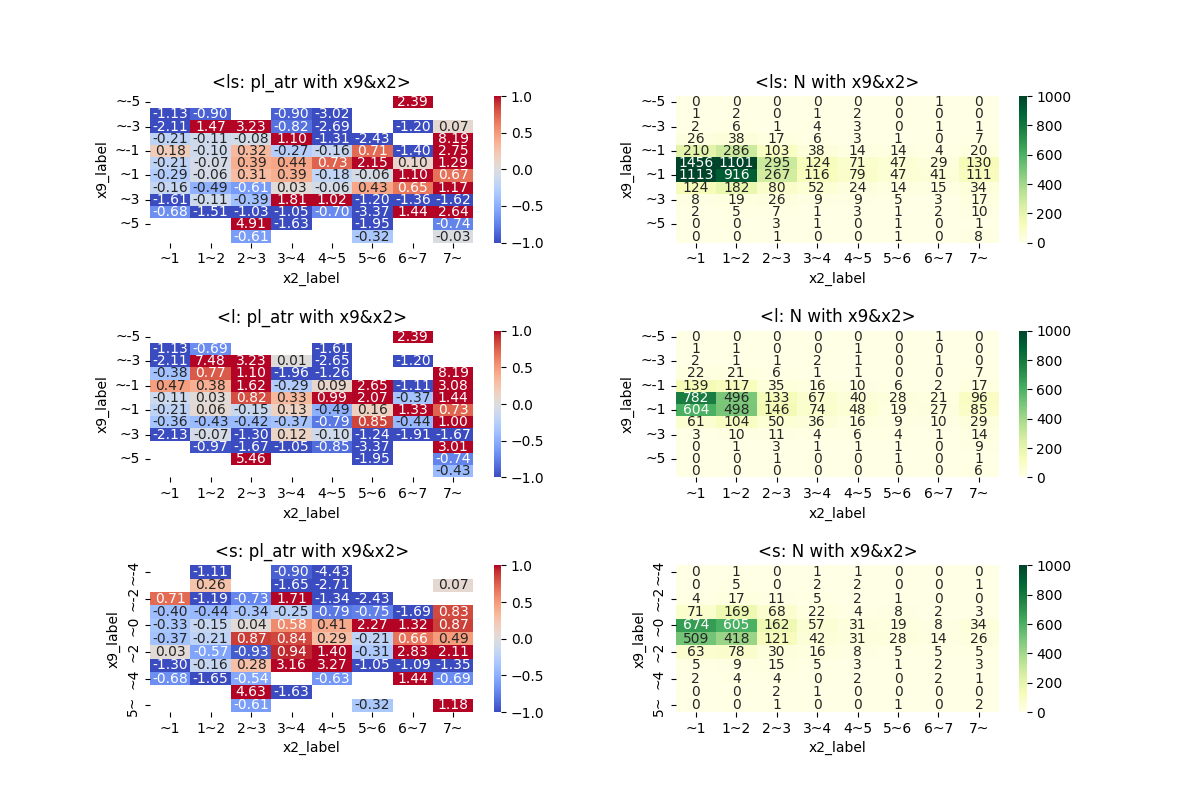 <ls: pl_atr with x9&x2>
x9_label
~-5 2.39
-1.13 -0.90 -0.90 -3.02
~-3 -2.11 1.47 3.23 -0.82 -2.69 -1.20 0.07
-0.21 -0.11 -0.08 1.10 -1.31 -2.43 8.19
~-1 0.18 -0.10 0.32 -0.27 -0.16 0.71 -1.40 2.75
-0.21 -0.07 0.39 0.44 0.73 2.15 0.10 1.29
~1 -0.29 -0.06 0.31 0.39 -0.18 -0.06 1.10 0.67
-0.16 -0.49 -0.61 0.03 -0.06 0.43 0.65 1.17
~3 -1.61 -0.11 -0.39 1.81 1.02 -1.20 -1.36 -1.62
-0.68 -1.51 -1.03 -1.05 -0.70 -3.37 1.44 2.64
~5 4.91 -1.63 -1.95 -0.74
-0.61 -0.32 -0.03
~1 1~2 2~3 3~4 4~5 5~6 6~7 7~
x2_label
1.0
0.5
0.0
−0.5
−1.0
<ls: N with x9&x2>
x9_label
~-5 0 0 0 0 0 0 1 0
1 2 0 1 2 0 0 0
~-3 2 6 1 4 3 0 1 1
26 38 17 6 3 1 0 7
~-1 210 286 103 38 14 14 4 20
1456 1101 295 124 71 47 29 130
~1 1113 916 267 116 79 47 41 111
124 182 80 52 24 14 15 34
~3 8 19 26 9 9 5 3 17
2 5 7 1 3 1 2 10
~5 0 0 3 1 0 1 0 1
0 0 1 0 0 1 0 8
~1 1~2 2~3 3~4 4~5 5~6 6~7 7~
x2_label
1000
800
600
400
200
0
<l: pl_atr with x9&x2>
x9_label
~-5 2.39
-1.13 -0.69 -1.61
~-3 -2.11 7.48 3.23 0.01 -2.65 -1.20
-0.38 0.77 1.10 -1.96 -1.26 8.19
~-1 0.47 0.38 1.62 -0.29 0.09 2.65 -1.11 3.08
-0.11 0.03 0.82 0.33 0.99 2.07 -0.37 1.44
~1 -0.21 0.06 -0.15 0.13 -0.49 0.16 1.33 0.73
-0.36 -0.43 -0.42 -0.37 -0.79 0.85 -0.44 1.00
~3 -2.13 -0.07 -1.30 0.12 -0.10 -1.24 -1.91 -1.67
-0.97 -1.67 -1.05 -0.85 -3.37 3.01
~5 5.46 -1.95 -0.74
-0.43
~1 1~2 2~3 3~4 4~5 5~6 6~7 7~
x2_label
1.0
0.5
0.0
−0.5
−1.0
<l: N with x9&x2>
x9_label
~-5 0 0 0 0 0 0 1 0
1 1 0 0 1 0 0 0
~-3 2 1 1 2 1 0 1 0
22 21 6 1 1 0 0 7
~-1 139 117 35 16 10 6 2 17
782 496 133 67 40 28 21 96
~1 604 498 146 74 48 19 27 85
61 104 50 36 16 9 10 29
~3 3 10 11 4 6 4 1 14
0 1 3 1 1 1 0 9
~5 0 0 1 0 0 1 0 1
0 0 0 0 0 0 0 6
~1 1~2 2~3 3~4 4~5 5~6 6~7 7~
x2_label
1000
800
600
400
200
0
<s: pl_atr with x9&x2>
x9_label
~-4 -1.11 -0.90 -4.43
0.26 -1.65 -2.71 0.07
~-2 0.71 -1.19 -0.73 1.71 -1.34 -2.43
-0.40 -0.44 -0.34 -0.25 -0.79 -0.75 -1.69 0.83
~0 -0.33 -0.15 0.04 0.58 0.41 2.27 1.32 0.87
-0.37 -0.21 0.87 0.84 0.29 -0.21 0.66 0.49
~2 0.03 -0.57 -0.93 0.94 1.40 -0.31 2.83 2.11
-1.30 -0.16 0.28 3.16 3.27 -1.05 -1.09 -1.35
~4 -0.68 -1.65 -0.54 -0.63 1.44 -0.69
4.63 -1.63
5~ -0.61 -0.32 1.18
~1 1~2 2~3 3~4 4~5 5~6 6~7 7~
x2_label
1.0
0.5
0.0
−0.5
−1.0
<s: N with x9&x2>
x9_label
~-4 0 1 0 1 1 0 0 0
0 5 0 2 2 0 0 1
~-2 4 17 11 5 2 1 0 0
71 169 68 22 4 8 2 3
~0 674 605 162 57 31 19 8 34
509 418 121 42 31 28 14 26
~2 63 78 30 16 8 5 5 5
5 9 15 5 3 1 2 3
~4 2 4 4 0 2 0 2 1
0 0 2 1 0 0 0 0
5~ 0 0 1 0 0 1 0 2
~1 1~2 2~3 3~4 4~5 5~6 6~7 7~
x2_label
1000
800
600
400
200
0